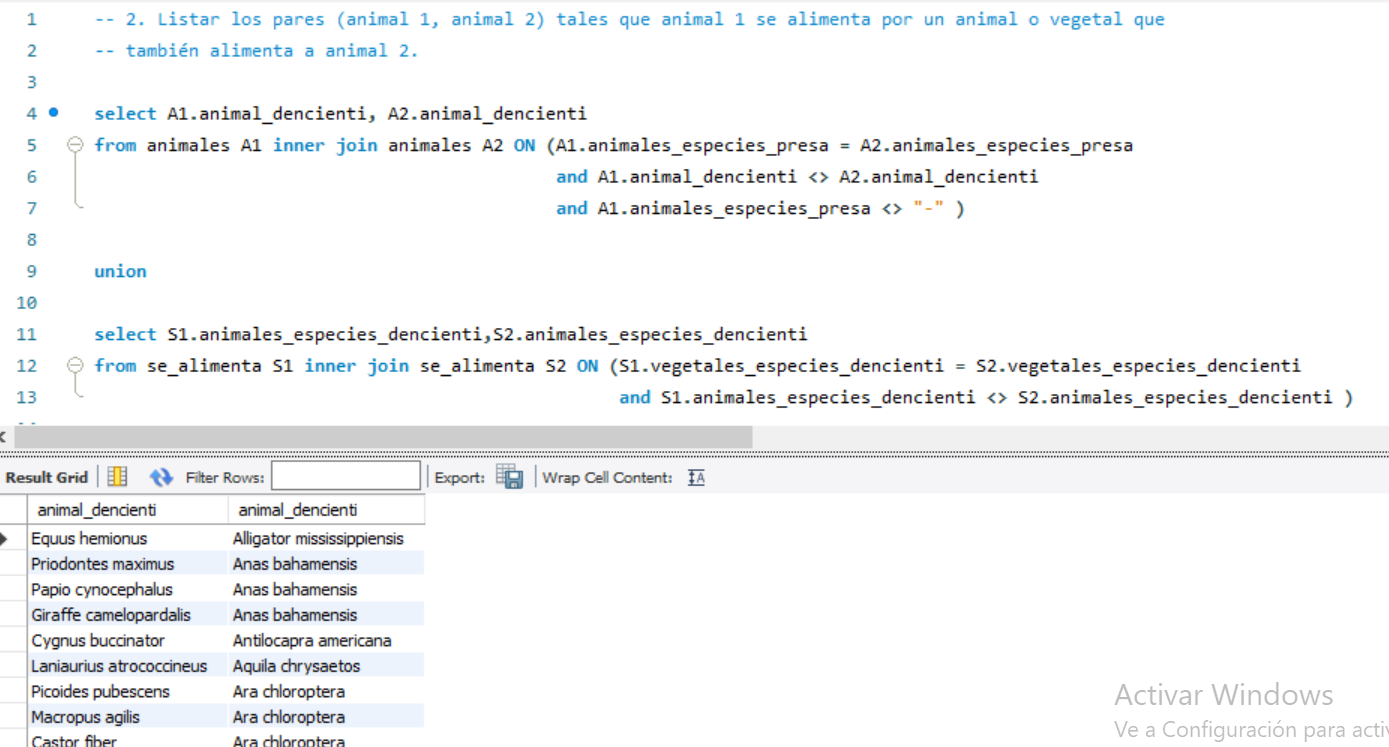 1 -- 2. Listar los pares (animal 1, animal 2) tales que animal 1 se alimenta por un animal o vegetal que
2 -- también alimenta a animal 2.
3
4 select A1.animal_dencienti, A2.animal_dencienti
5 from animales A1 inner join animales A2 ON (A1.animales_especies_presa = A2.animales_especies_presa
6 and A1.animal_dencienti <> A2.animal_dencienti
7 and A1.animales_especies_presa <> "-" )
8
9 union
10
11 select S1.animales_especies_dencienti,S2.animales_especies_dencienti
12 from se_alimenta S1 inner join se_alimenta S2 ON (S1.vegetales_especies_dencienti = S2.vegetales_especies_dencienti
13 and S1.animales_especies_dencienti <> S2.animales_especies_dencienti )
Result Grid Filter Rows: Export: Wrap Cell Content:
animal_dencienti animal_dencienti
Equus hemionus Alligator mississippiensis
Priodontes maximus Anas bahamensis
Papio cynocephalus Anas bahamensis
Giraffe camelopardalis Anas bahamensis
Cygnus buccinator Antilocapra americana
Laniaurius atrococcineus Aquila chrysaetos
Picoides pubescens Ara chloroptera
Macropus agilis Ara chloroptera
Castor fiber Ara chloroptera
Activar Windows
Ve a Configuración para activ